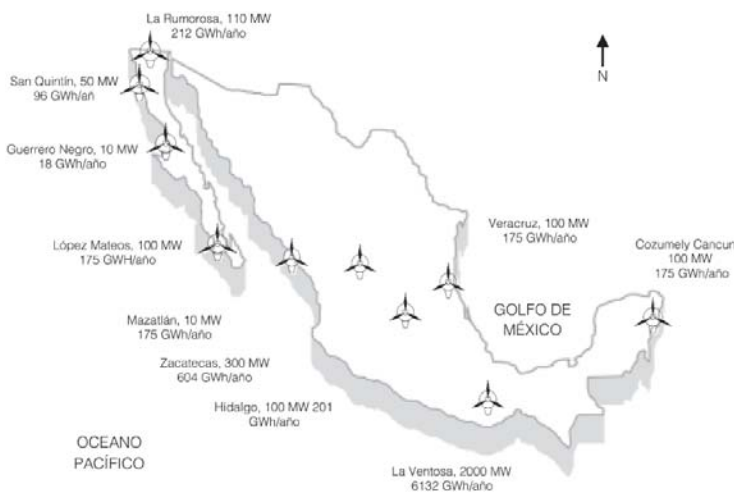 La Rumorosa, 110 MW
212 GWh/año
N
San Quintín, 50 MW
96 GWh/añ
Guerrero Negro, 10 MW
18 GWh/año
Veracruz, 100 MW
175 GWh/año
López Mateos, 100 MW
175 GWH/año
Cozumely Cancun
100 MW
175 GWh/año
GOLFO DE
MÉXICO
Mazatlán, 10 MW
175 GWh/año
Zacatecas, 300 MW
604 GWh/año
Hidalgo, 100 MW 201
GWh/año
OCEANO
PACÍFICO
La Ventosa, 2000 MW
6132 GWh/año